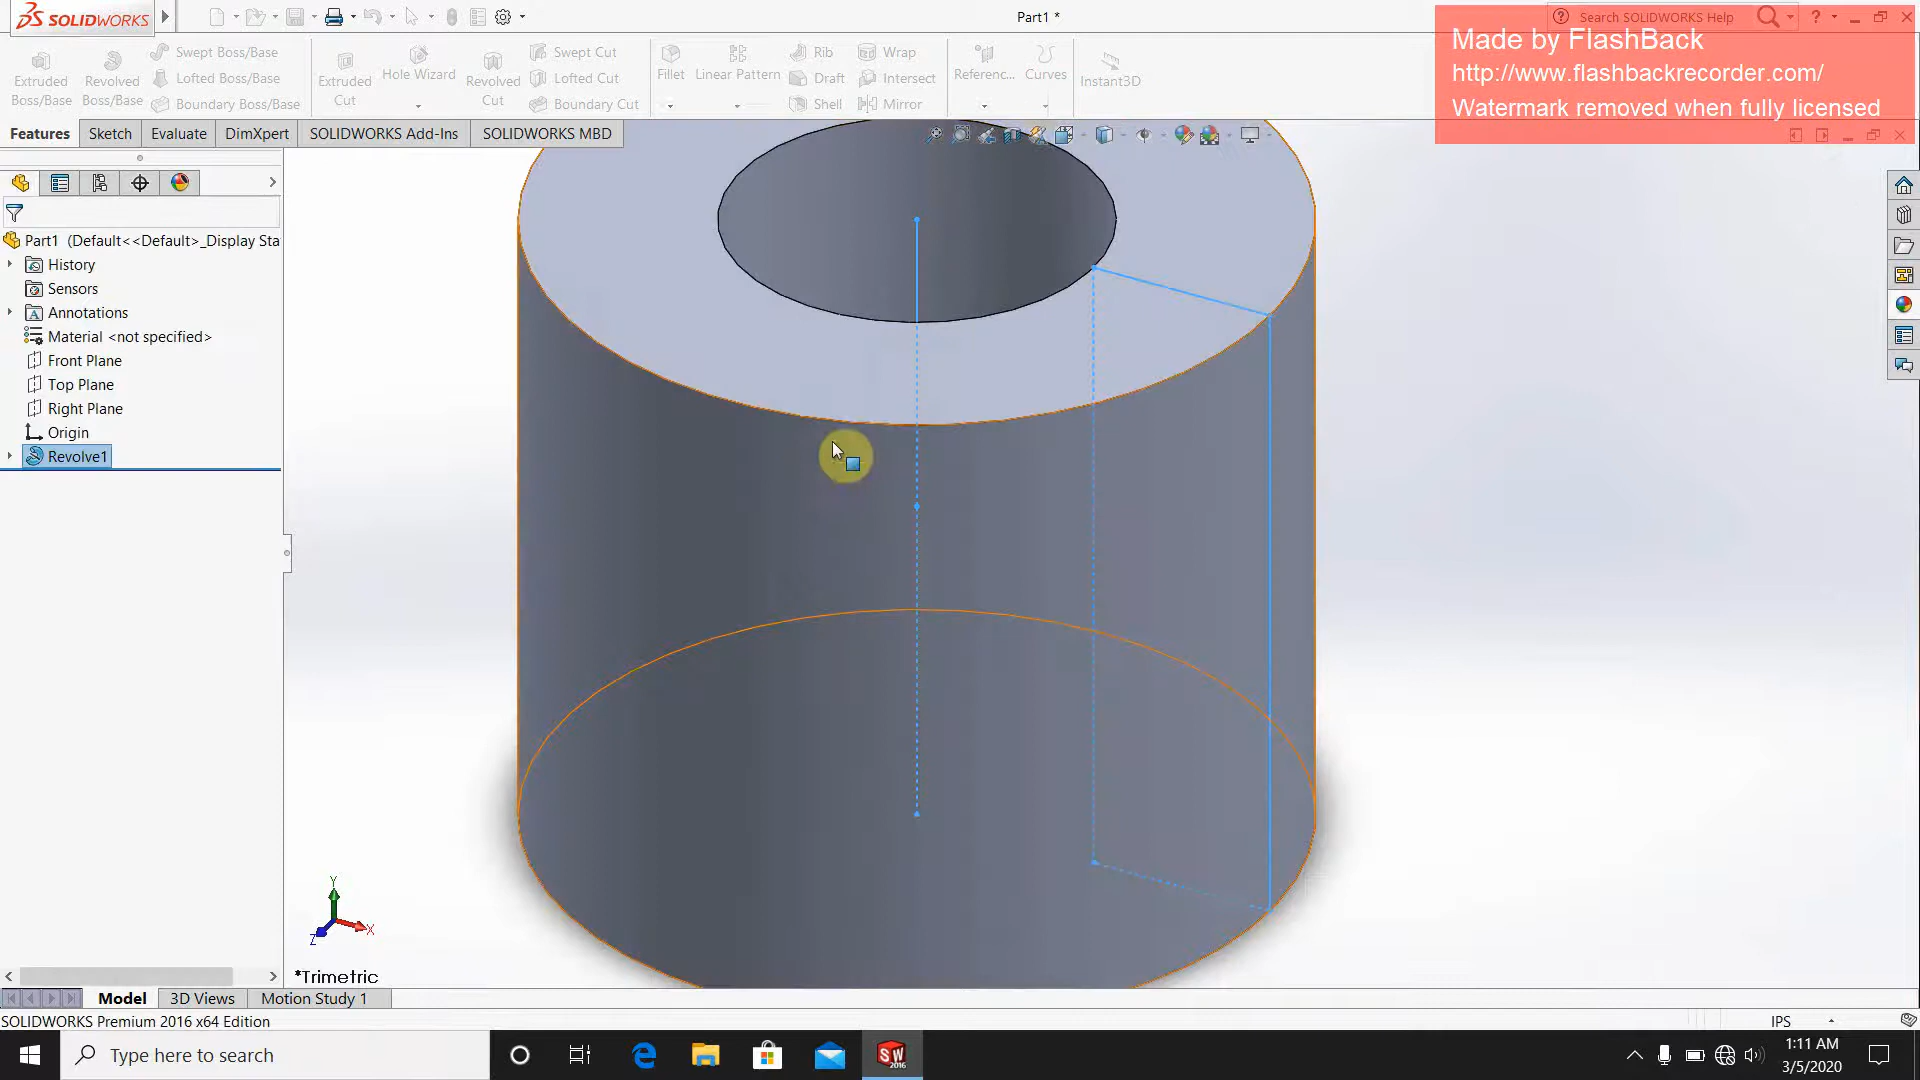 SOLIDWORKS
Part1 *
Search SOLIDWORKS Help
Made by FlashBack
http://www.flashbackrecorder.com/
Watermark removed when fully licensed
Extruded Boss/Base
Revolved Boss/Base
Swept Boss/Base
Lofted Boss/Base
Boundary Boss/Base
Extruded Cut
Hole Wizard
Revolved Cut
Swept Cut
Lofted Cut
Boundary Cut
Fillet
Linear Pattern
Rib
Draft
Shell
Wrap
Intersect
Mirror
Referenc...
Curves
Instant3D
Features
Sketch
Evaluate
DimXpert
SOLIDWORKS Add-Ins
SOLIDWORKS MBD
Part1 (Default<<Default>_Display Sta
History
Sensors
Annotations
Material <not specified>
Front Plane
Top Plane
Right Plane
Origin
Revolve1
Y
X
Z
*Trimetric
Model
3D Views
Motion Study 1
SOLIDWORKS Premium 2016 x64 Edition
IPS
Type here to search
SW
2016
1:11 AM
3/5/2020